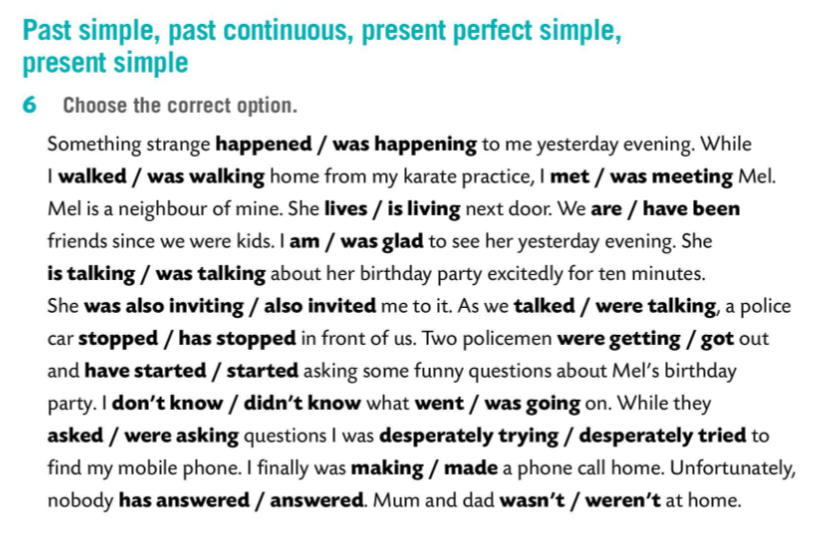 Past simple, past continuous, present perfect simple,
present simple
6 Choose the correct option.
Something strange happened / was happening to me yesterday evening. While
I walked / was walking home from my karate practice, I met / was meeting Mel.
Mel is a neighbour of mine. She lives / is living next door. We are / have been
friends since we were kids. I am / was glad to see her yesterday evening. She
is talking / was talking about her birthday party excitedly for ten minutes.
She was also inviting / also invited me to it. As we talked / were talking, a police
car stopped / has stopped in front of us. Two policemen were getting / got out
and have started / started asking some funny questions about Mel's birthday
party. I don't know / didn't know what went / was going on. While they
asked / were asking questions I was desperately trying / desperately tried to
find my mobile phone. I finally was making / made a phone call home. Unfortunately,
nobody has answered / answered. Mum and dad wasn't / weren't at home.